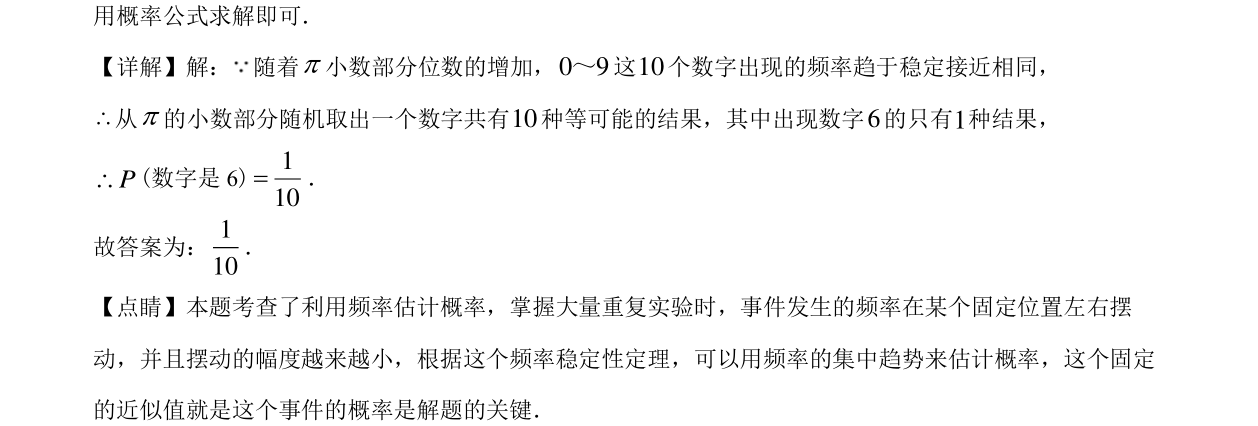 用概率公式求解即可．
【详解】解：∵随着π小数部分位数的增加，0～9这10个数字出现的频率趋于稳定接近相同，
∴从π的小数部分随机取出一个数字共有10种等可能的结果，其中出现数字6的只有1种结果，
∴P(数字是 6)=1/10．
故答案为：1/10．
【点睛】本题考查了利用频率估计概率，掌握大量重复实验时，事件发生的频率在某个固定位置左右摆
动，并且摆动的幅度越来越小，根据这个频率稳定性定理，可以用频率的集中趋势来估计概率，这个固定
的近似值就是这个事件的概率是解题的关键．